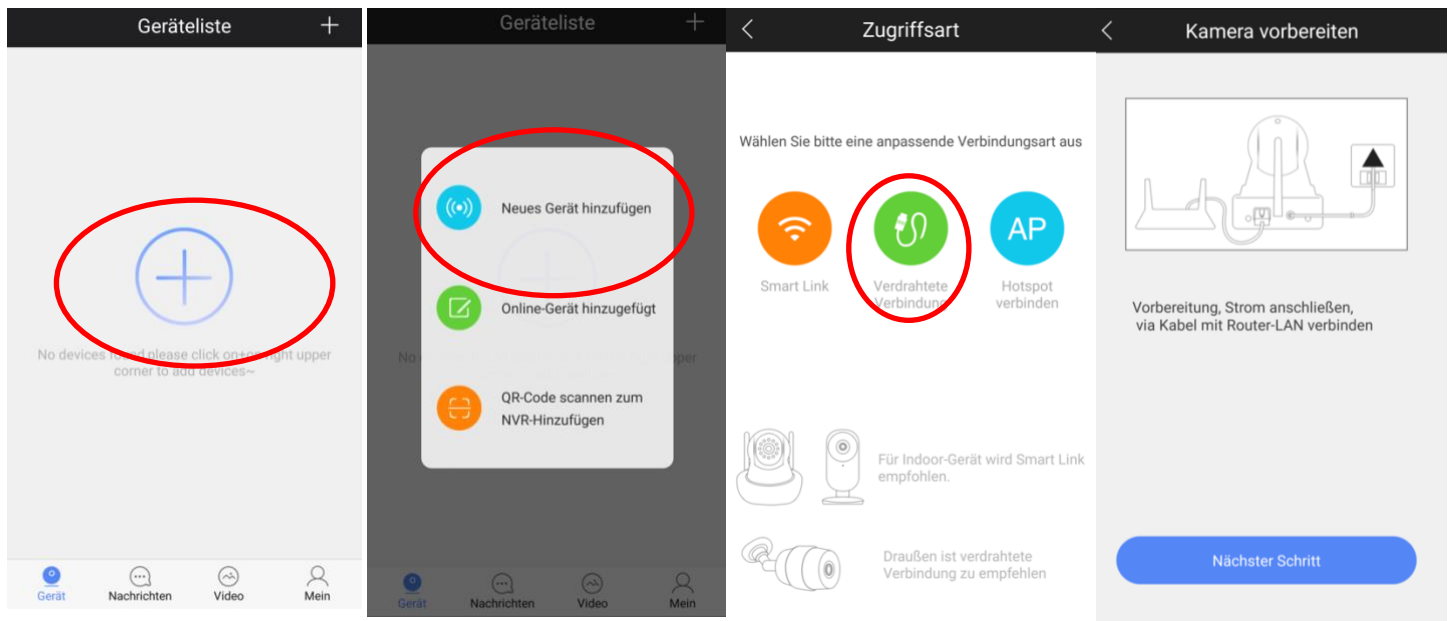 Geräteliste
No devices found please click on+on right upper
corner to add devices~
Gerät
Nachrichten
Video
Mein
Geräteliste
Neues Gerät hinzufügen
Online-Gerät hinzugefügt
No
upper
QR-Code scannen zum
NVR-Hinzufügen
Gerät
Nachrichten
Video
Mein
Zugriffsart
Wählen Sie bitte eine anpassende Verbindungsart aus
AP
Smart Link
Verdrahtete
Verbindung
Hotspot
verbinden
Für Indoor-Gerät wird Smart Link
empfohlen.
Draußen ist verdrahtete
Verbindung zu empfehlen
Kamera vorbereiten
Vorbereitung, Strom anschließen,
via Kabel mit Router-LAN verbinden
Nächster Schritt